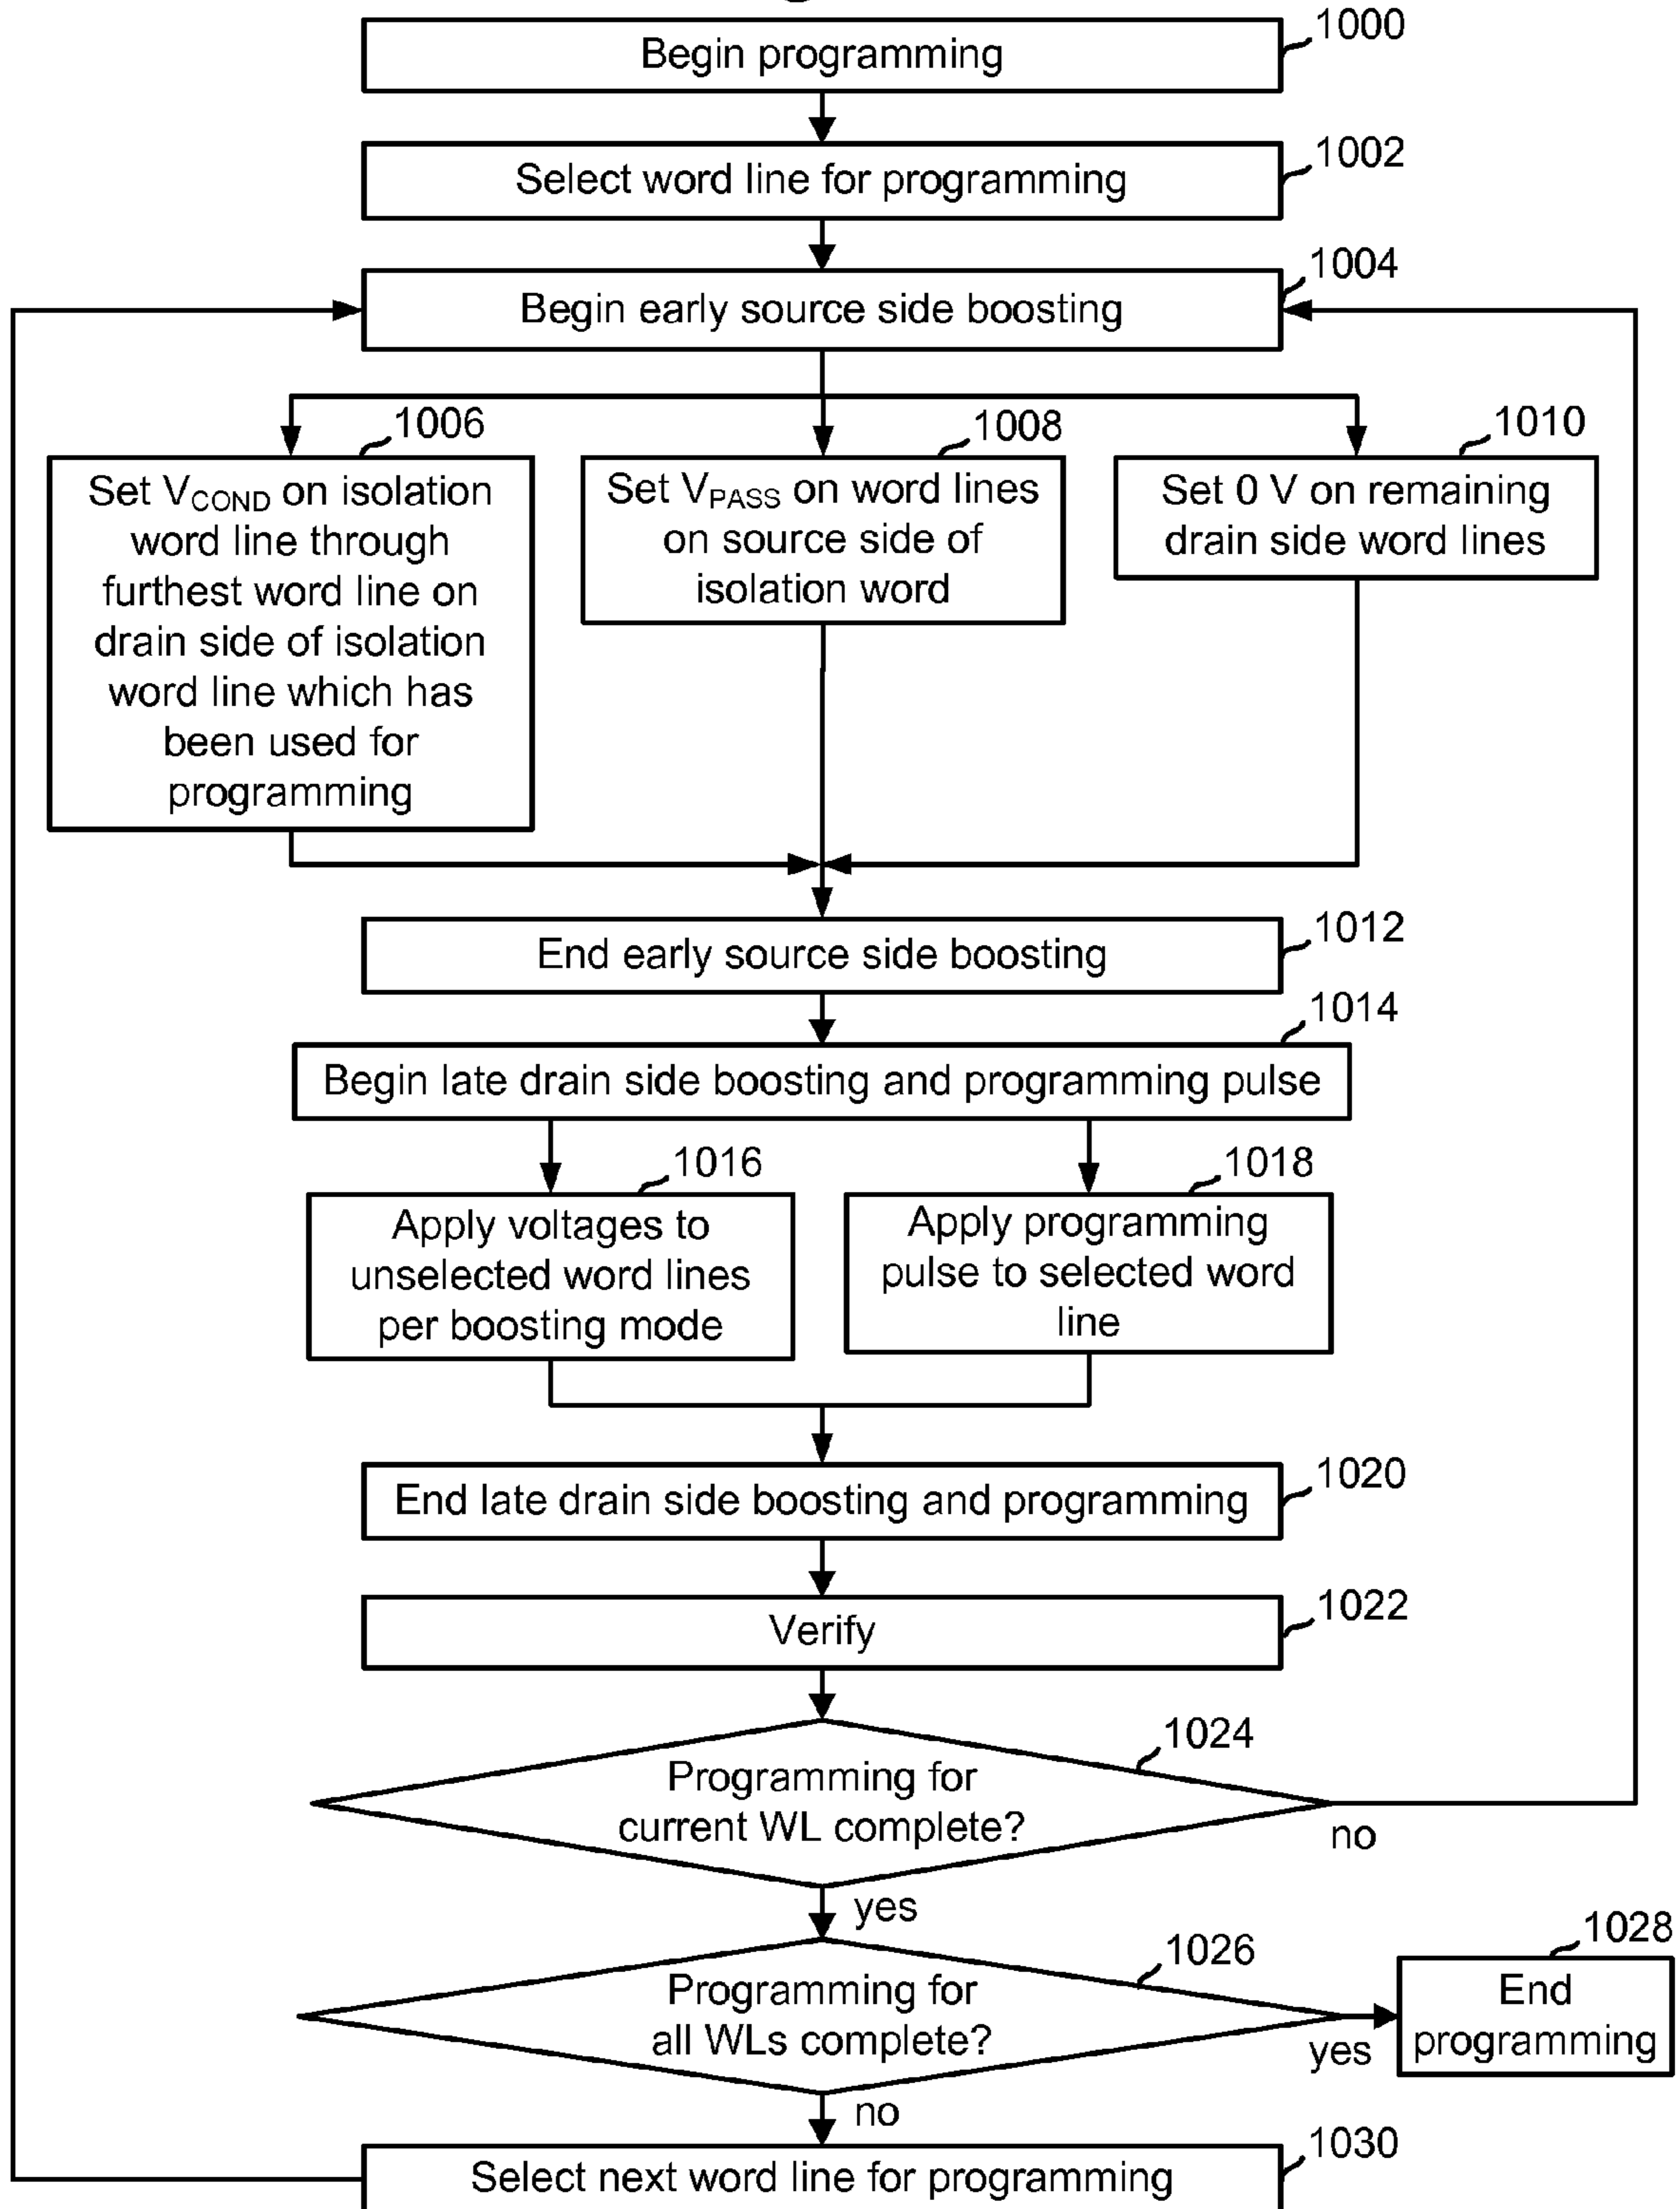 1000
Begin programming
1002
Select word line for programming
1004
Begin early source side boosting
1006
Set VCOND on isolation
word line through
furthest word line on
drain side of isolation
word line which has
been used for
programming
1008
Set VPASS on word lines
on source side of
isolation word
1010
Set 0 V on remaining
drain side word lines
1012
End early source side boosting
1014
Begin late drain side boosting and programming pulse
1016
Apply voltages to
unselected word lines
per boosting mode
1018
Apply programming
pulse to selected word
line
1020
End late drain side boosting and programming
1022
Verify
1024
Programming for
current WL complete?
no
yes
1026
Programming for
all WLs complete?
yes
1028
End
programming
no
1030
Select next word line for programming